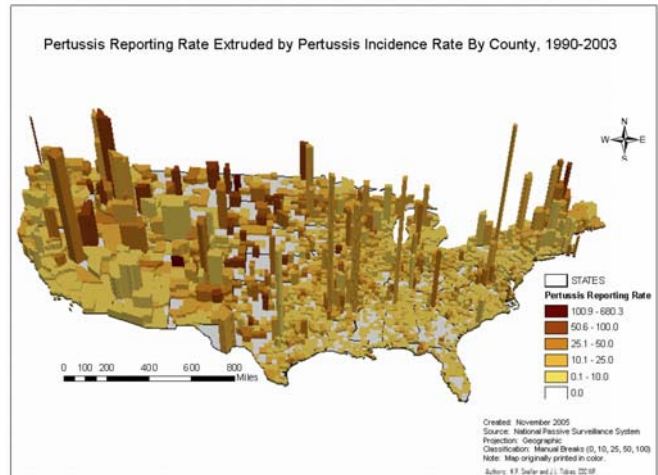 Pertussis Reporting Rate Extruded by Pertussis Incidence Rate By County, 1990-2003
N
W E
S
STATES
Pertussis Reporting Rate
100.9 - 680.3
50.6 - 100.0
25.1 - 50.0
10.1 - 25.0
0.1 - 10.0
0.0
0 100 200 400 600 800
Miles
Created: November 2005
Source: National Passive Surveillance System
Projection: Geographic
Classification: Manual Breaks (0, 10, 25, 50, 100)
Note: Map originally printed in color.
Authors: